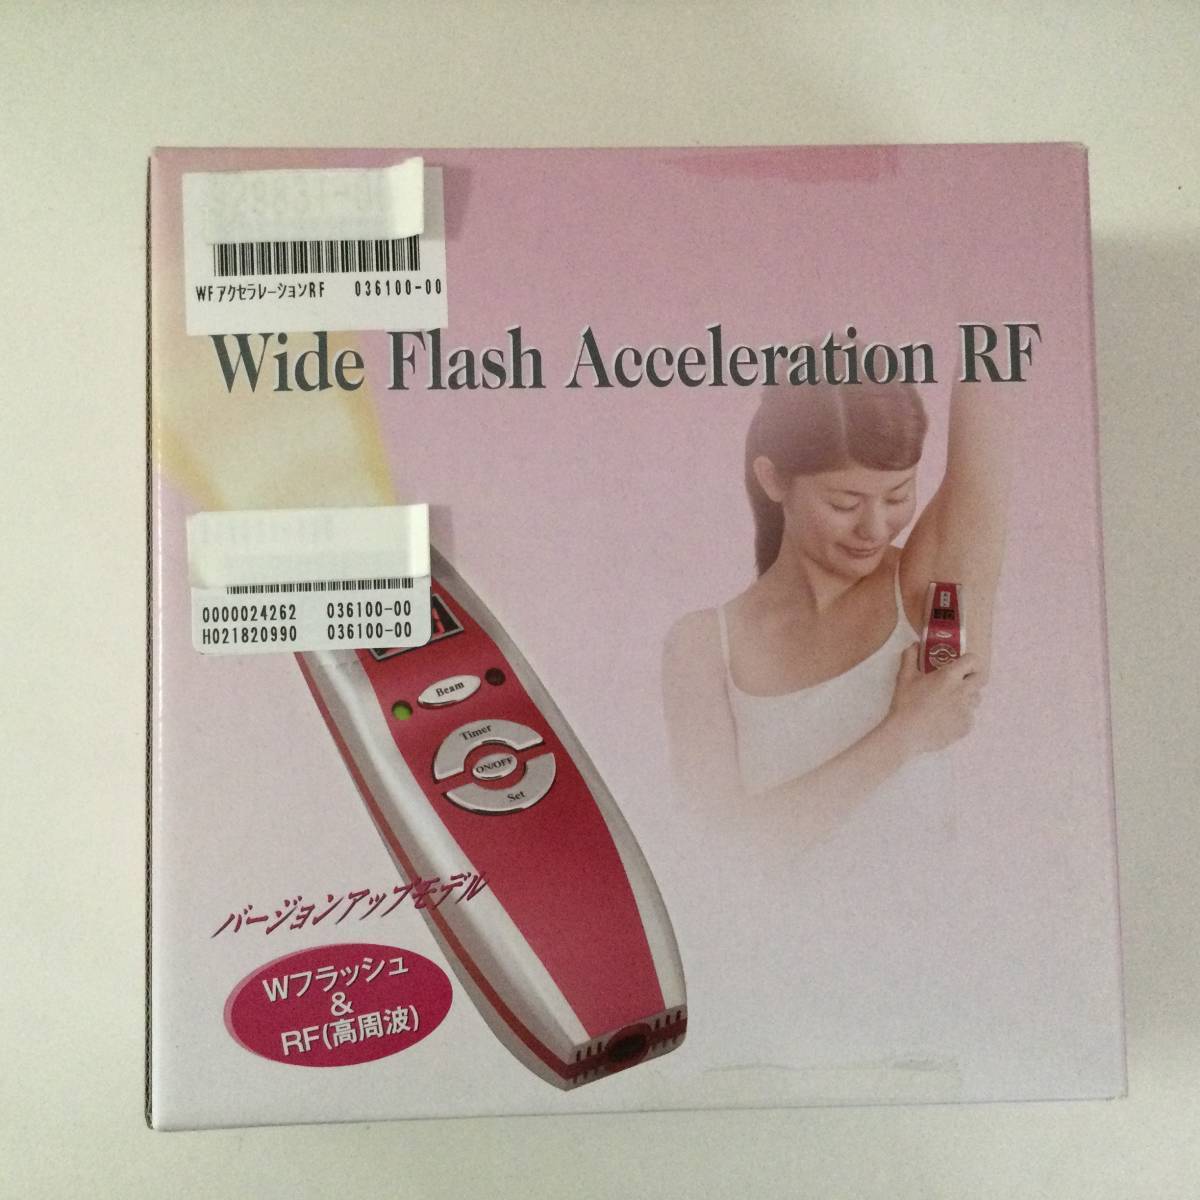 WFアクセラレーションRF 036100-00
Wide Flash Acceleration RF
0000024262 036100-00
H021820990 036100-00
Beam
Timer
ON/OFF
Set
バージョンアップモデル
Wフラッシュ
&
RF(高周波)